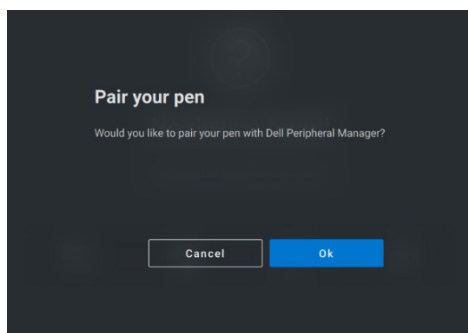 Pair your pen
Would you like to pair your pen with Dell Peripheral Manager?
Cancel
Ok